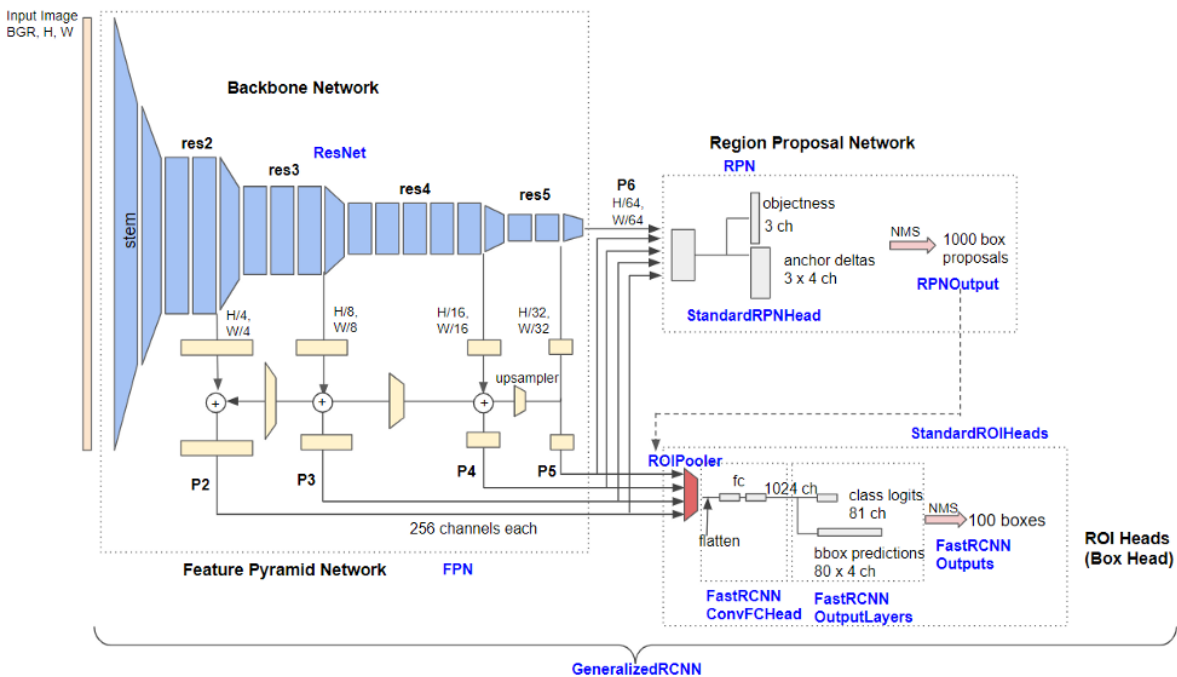 Input Image
BGR, H, W
Backbone Network
res2
ResNet
res3
res4
res5
stem
P6
H/64,
W/64
Region Proposal Network
RPN
objectness
3 ch
anchor deltas
3 x 4 ch
StandardRPNHead
NMS
1000 box
proposals
RPNOutput
H/4,
W/4
H/8,
W/8
H/16,
W/16
H/32,
W/32
upsampler
P2
P3
P4
P5
256 channels each
Feature Pyramid Network
FPN
StandardROIHeads
ROIPooler
fc
1024 ch
flatten
class logits
81 ch
bbox predictions
80 x 4 ch
NMS
100 boxes
FastRCNN
Outputs
FastRCNN
ConvFCHead
FastRCNN
OutputLayers
ROI Heads
(Box Head)
GeneralizedRCNN